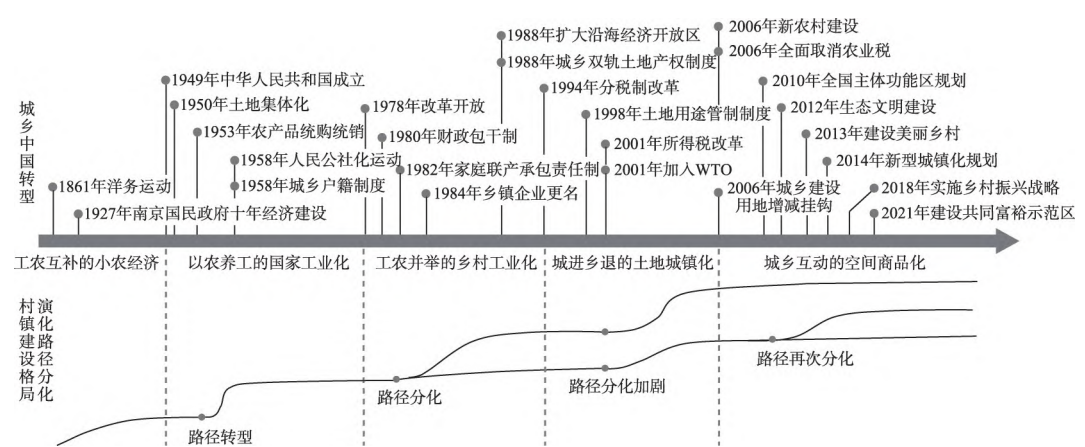 城乡中国转型
1861年洋务运动
1927年南京国民政府十年经济建设
1949年中华人民共和国成立
1950年土地集体化
1953年农产品统购统销
1958年人民公社化运动
1958年城乡户籍制度
1978年改革开放
1980年财政包干制
1982年家庭联产承包责任制
1984年乡镇企业更名
1988年扩大沿海经济开放区
1988年城乡双轨土地产权制度
1994年分税制改革
1998年土地用途管制制度
2001年所得税改革
2001年加入WTO
2006年新农村建设
2006年全面取消农业税
2006年城乡建设
用地增减挂钩
2010年全国主体功能区规划
2012年生态文明建设
2013年建设美丽乡村
2014年新型城镇化规划
2018年实施乡村振兴战略
2021年建设共同富裕示范区
工农互补的小农经济
以农养工的国家工业化
工农并举的乡村工业化
城进乡退的土地城镇化
城乡互动的空间商品化
村镇建设格局
演化路径分化
路径转型
路径分化
路径分化加剧
路径再次分化